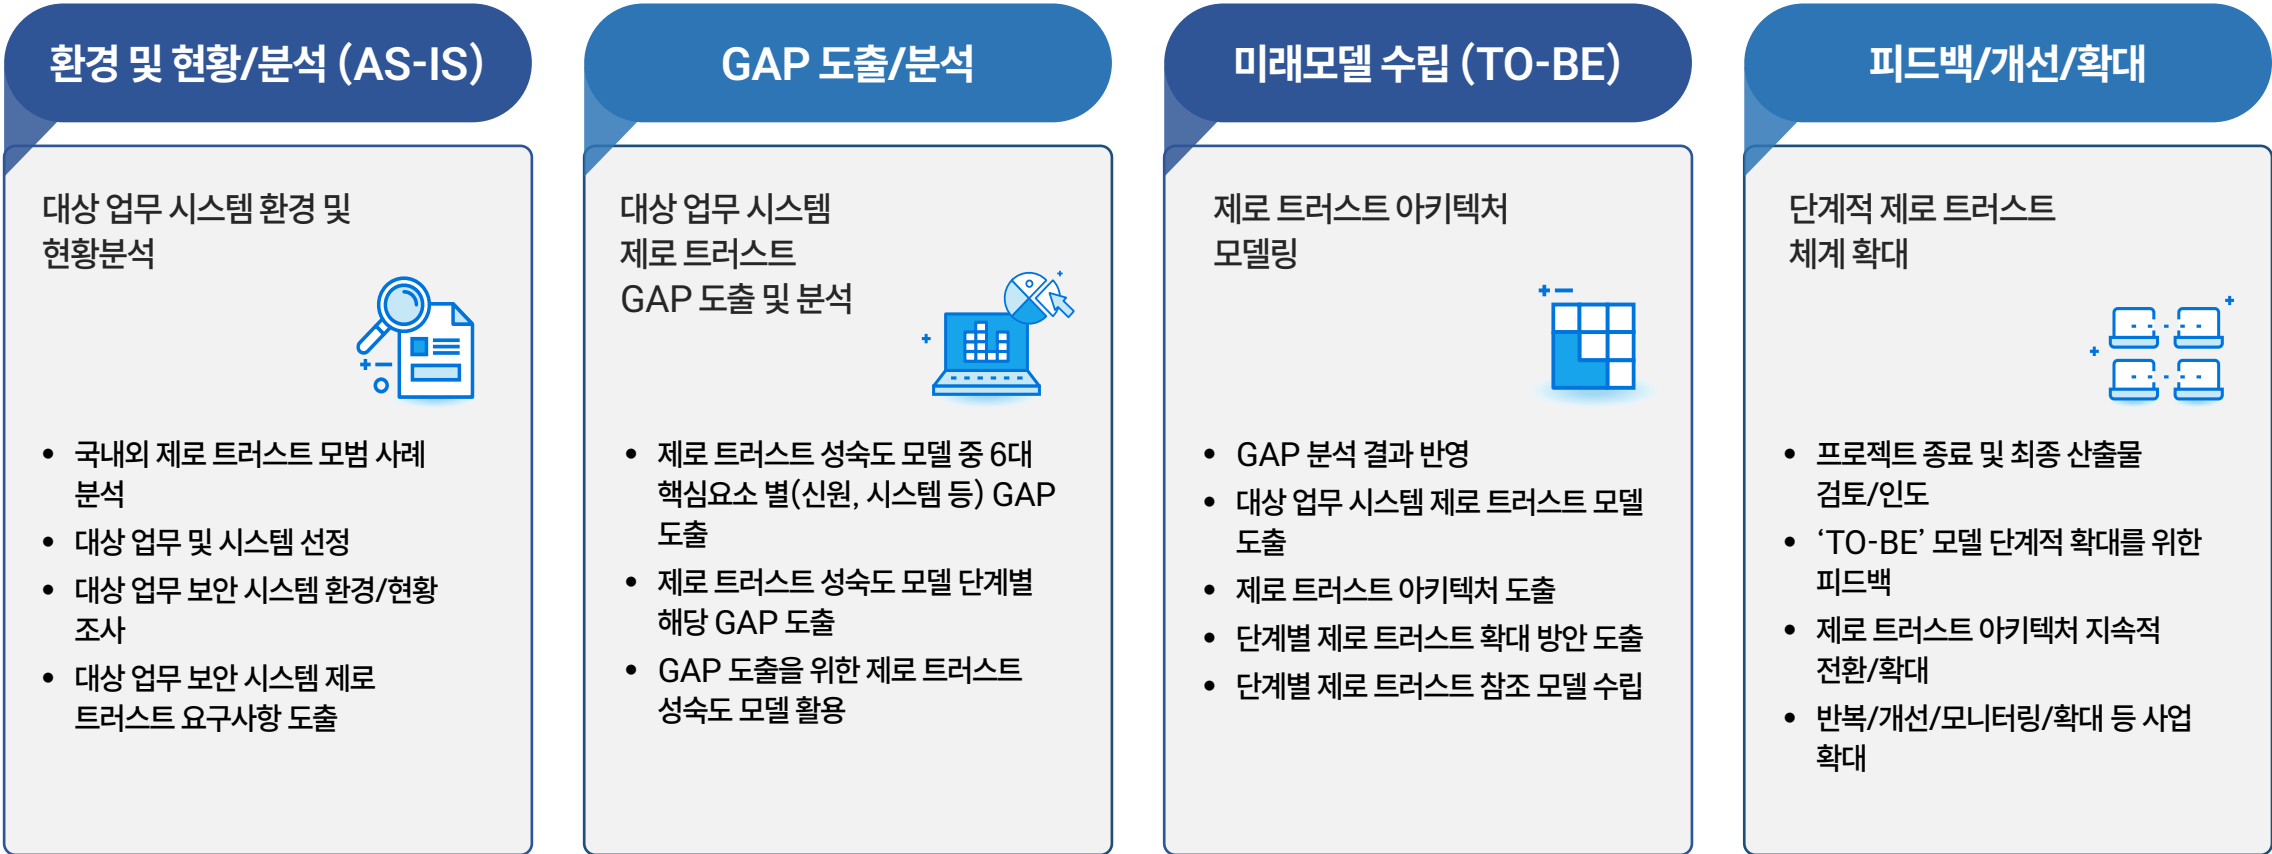 환경 및 현황/분석 (AS-IS)
대상 업무 시스템 환경 및
현황분석
• 국내외 제로 트러스트 모범 사례
분석
• 대상 업무 및 시스템 선정
• 대상 업무 보안 시스템 환경/현황
조사
• 대상 업무 보안 시스템 제로
트러스트 요구사항 도출
GAP 도출/분석
대상 업무 시스템
제로 트러스트
GAP 도출 및 분석
• 제로 트러스트 성숙도 모델 중 6대
핵심요소 별(신원, 시스템 등) GAP
도출
• 제로 트러스트 성숙도 모델 단계별
해당 GAP 도출
• GAP 도출을 위한 제로 트러스트
성숙도 모델 활용
미래모델 수립 (TO-BE)
제로 트러스트 아키텍처
모델링
• GAP 분석 결과 반영
• 대상 업무 시스템 제로 트러스트 모델
도출
• 제로 트러스트 아키텍처 도출
• 단계별 제로 트러스트 확대 방안 도출
• 단계별 제로 트러스트 참조 모델 수립
피드백/개선/확대
단계적 제로 트러스트
체계 확대
• 프로젝트 종료 및 최종 산출물
검토/인도
• ‘TO-BE’ 모델 단계적 확대를 위한
피드백
• 제로 트러스트 아키텍처 지속적
전환/확대
• 반복/개선/모니터링/확대 등 사업
확대